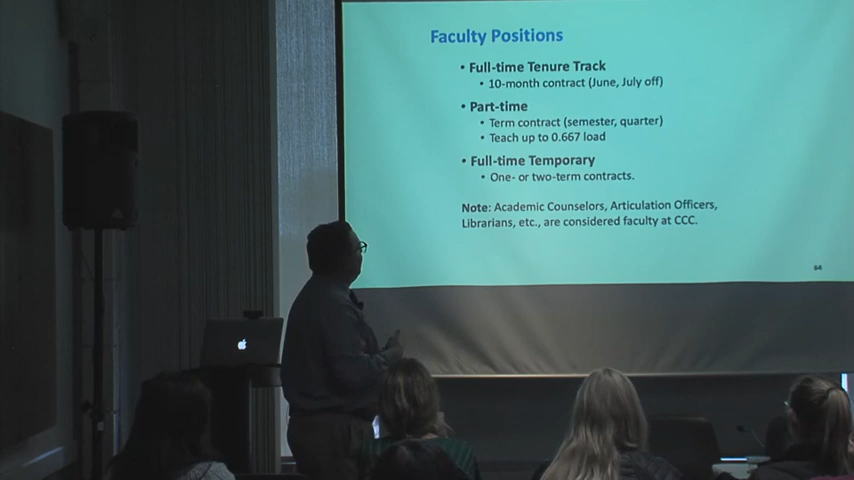 Faculty Positions
• Full-time Tenure Track
• 10-month contract (June, July off)
• Part-time
• Term contract (semester, quarter)
• Teach up to 0.667 load
• Full-time Temporary
• One- or two-term contracts.
Note: Academic Counselors, Articulation Officers,
Librarians, etc., are considered faculty at CCC.
64